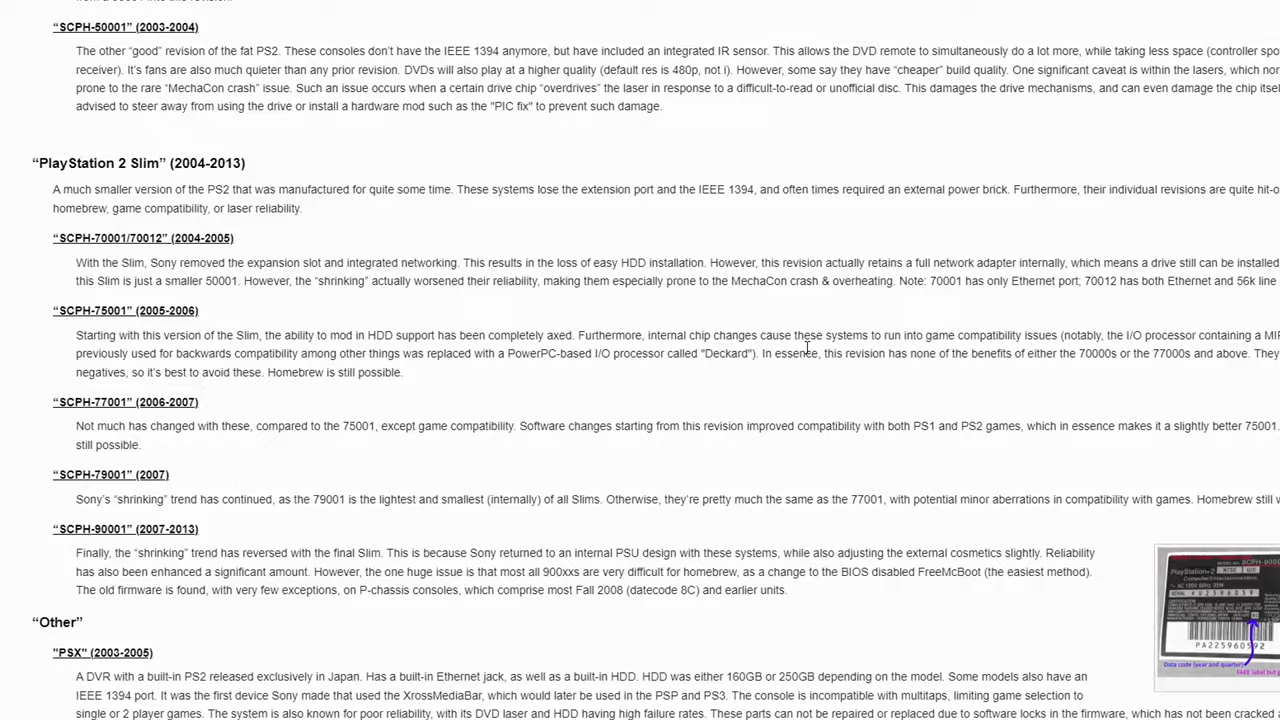 “SCPH-50001” (2003-2004)
The other “good” revision of the fat PS2. These consoles don’t have the IEEE 1394 anymore, but have included an integrated IR sensor. This allows the DVD remote to simultaneously do a lot more, while taking less space (controller spo
receiver). It’s fans are also much quieter than any prior revision. DVDs will also play at a higher quality (default res is 480p, not i). However, some say they have “cheaper” build quality. One significant caveat is within the lasers, which nor
prone to the rare “MechaCon crash” issue. Such an issue occurs when a certain drive chip “overdrives” the laser in response to a difficult-to-read or unofficial disc. This damages the drive mechanisms, and can even damage the chip itsel
advised to steer away from using the drive or install a hardware mod such as the "PIC fix" to prevent such damage.
“PlayStation 2 Slim” (2004-2013)
A much smaller version of the PS2 that was manufactured for quite some time. These systems lose the extension port and the IEEE 1394, and often times required an external power brick. Furthermore, their individual revisions are quite hit-o
homebrew, game compatibility, or laser reliability.
“SCPH-70001/70012” (2004-2005)
With the Slim, Sony removed the expansion slot and integrated networking. This results in the loss of easy HDD installation. However, this revision actually retains a full network adapter internally, which means a drive still can be installed
this Slim is just a smaller 50001. However, the “shrinking” actually worsened their reliability, making them especially prone to the MechaCon crash & overheating. Note: 70001 has only Ethernet port; 70012 has both Ethernet and 56k line
“SCPH-75001” (2005-2006)
Starting with this version of the Slim, the ability to mod in HDD support has been completely axed. Furthermore, internal chip changes cause these systems to run into game compatibility issues (notably, the I/O processor containing a MI
previously used for backwards compatibility among other things was replaced with a PowerPC-based I/O processor called "Deckard"). In essence, this revision has none of the benefits of either the 70000s or the 77000s and above. They
negatives, so it’s best to avoid these. Homebrew is still possible.
“SCPH-77001” (2006-2007)
Not much has changed with these, compared to the 75001, except game compatibility. Software changes starting from this revision improved compatibility with both PS1 and PS2 games, which in essence makes it a slightly better 75001.
still possible.
“SCPH-79001” (2007)
Sony’s “shrinking” trend has continued, as the 79001 is the lightest and smallest (internally) of all Slims. Otherwise, they’re pretty much the same as the 77001, with potential minor aberrations in compatibility with games. Homebrew still
“SCPH-90001” (2007-2013)
Finally, the “shrinking” trend has reversed with the final Slim. This is because Sony returned to an internal PSU design with these systems, while also adjusting the external cosmetics slightly. Reliability
has also been enhanced a significant amount. However, the one huge issue is that most all 900xxs are very difficult for homebrew, as a change to the BIOS disabled FreeMcBoot (the easiest method).
The old firmware is found, with very few exceptions, on P-chassis consoles, which comprise most Fall 2008 (datecode 8C) and earlier units.
PlayStation 2
PA225960592
Data code (year and quarter)
“Other”
"PSX" (2003-2005)
A DVR with a built-in PS2 released exclusively in Japan. Has a built-in Ethernet jack, as well as a built-in HDD. HDD was either 160GB or 250GB depending on the model. Some models also have an
IEEE 1394 port. It was the first device Sony made that used the XrossMediaBar, which would later be used in the PSP and PS3. The console is incompatible with multitaps, limiting game selection to
single or 2 player games. The system is also known for poor reliability, with its DVD laser and HDD having high failure rates. These parts can not be repaired or replaced due to software locks in the firmware, which has not been cracked